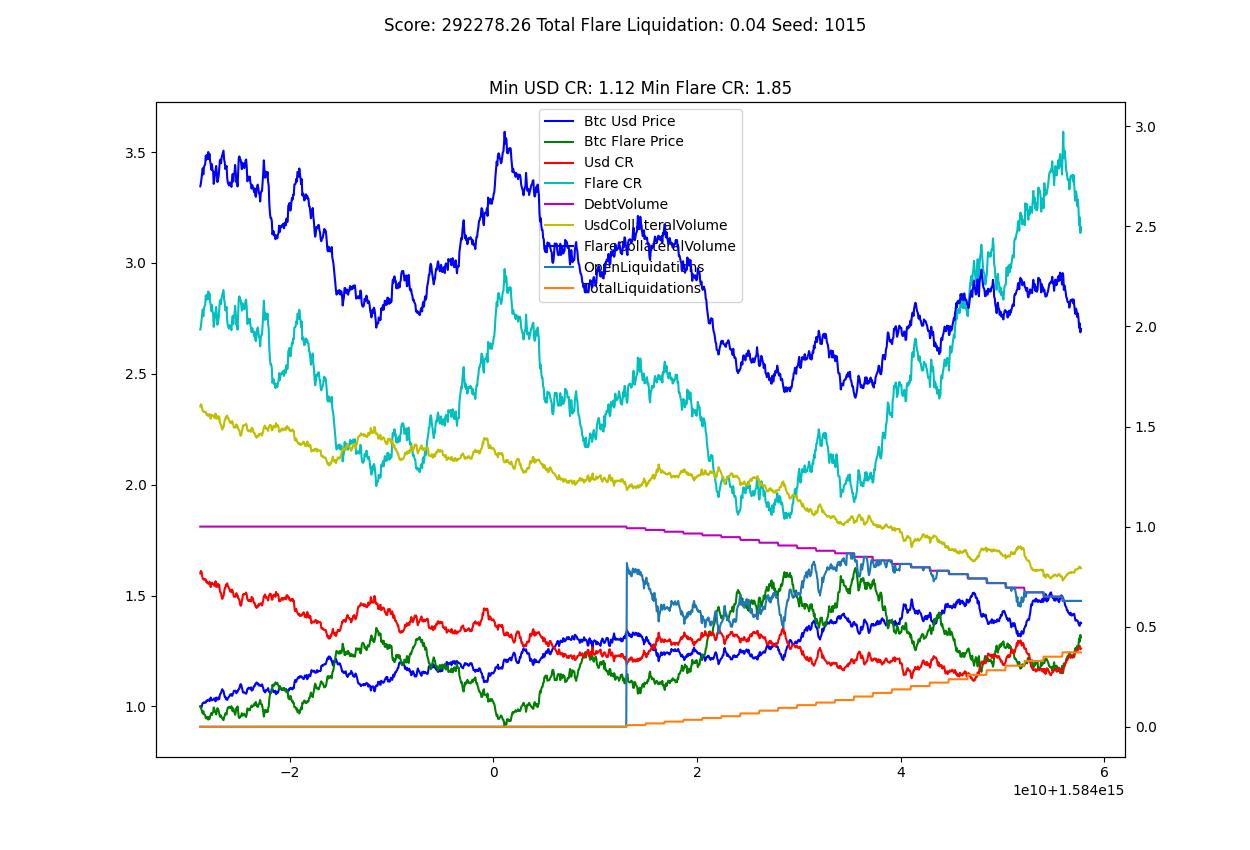 Score: 292278.26 Total Flare Liquidation: 0.04 Seed: 1015
Min USD CR: 1.12 Min Flare CR: 1.85
Btc Usd Price
Btc Flare Price
Usd CR
Flare CR
DebtVolume
UsdCollateralVolume
FlareCollateralVolume
OpenLiquidations
TotalLiquidations
3.5
3.0
2.5
2.0
1.5
1.0
3.0
2.5
2.0
1.5
1.0
0.5
0.0
−2
0
2
4
6
1e10+1.584e15